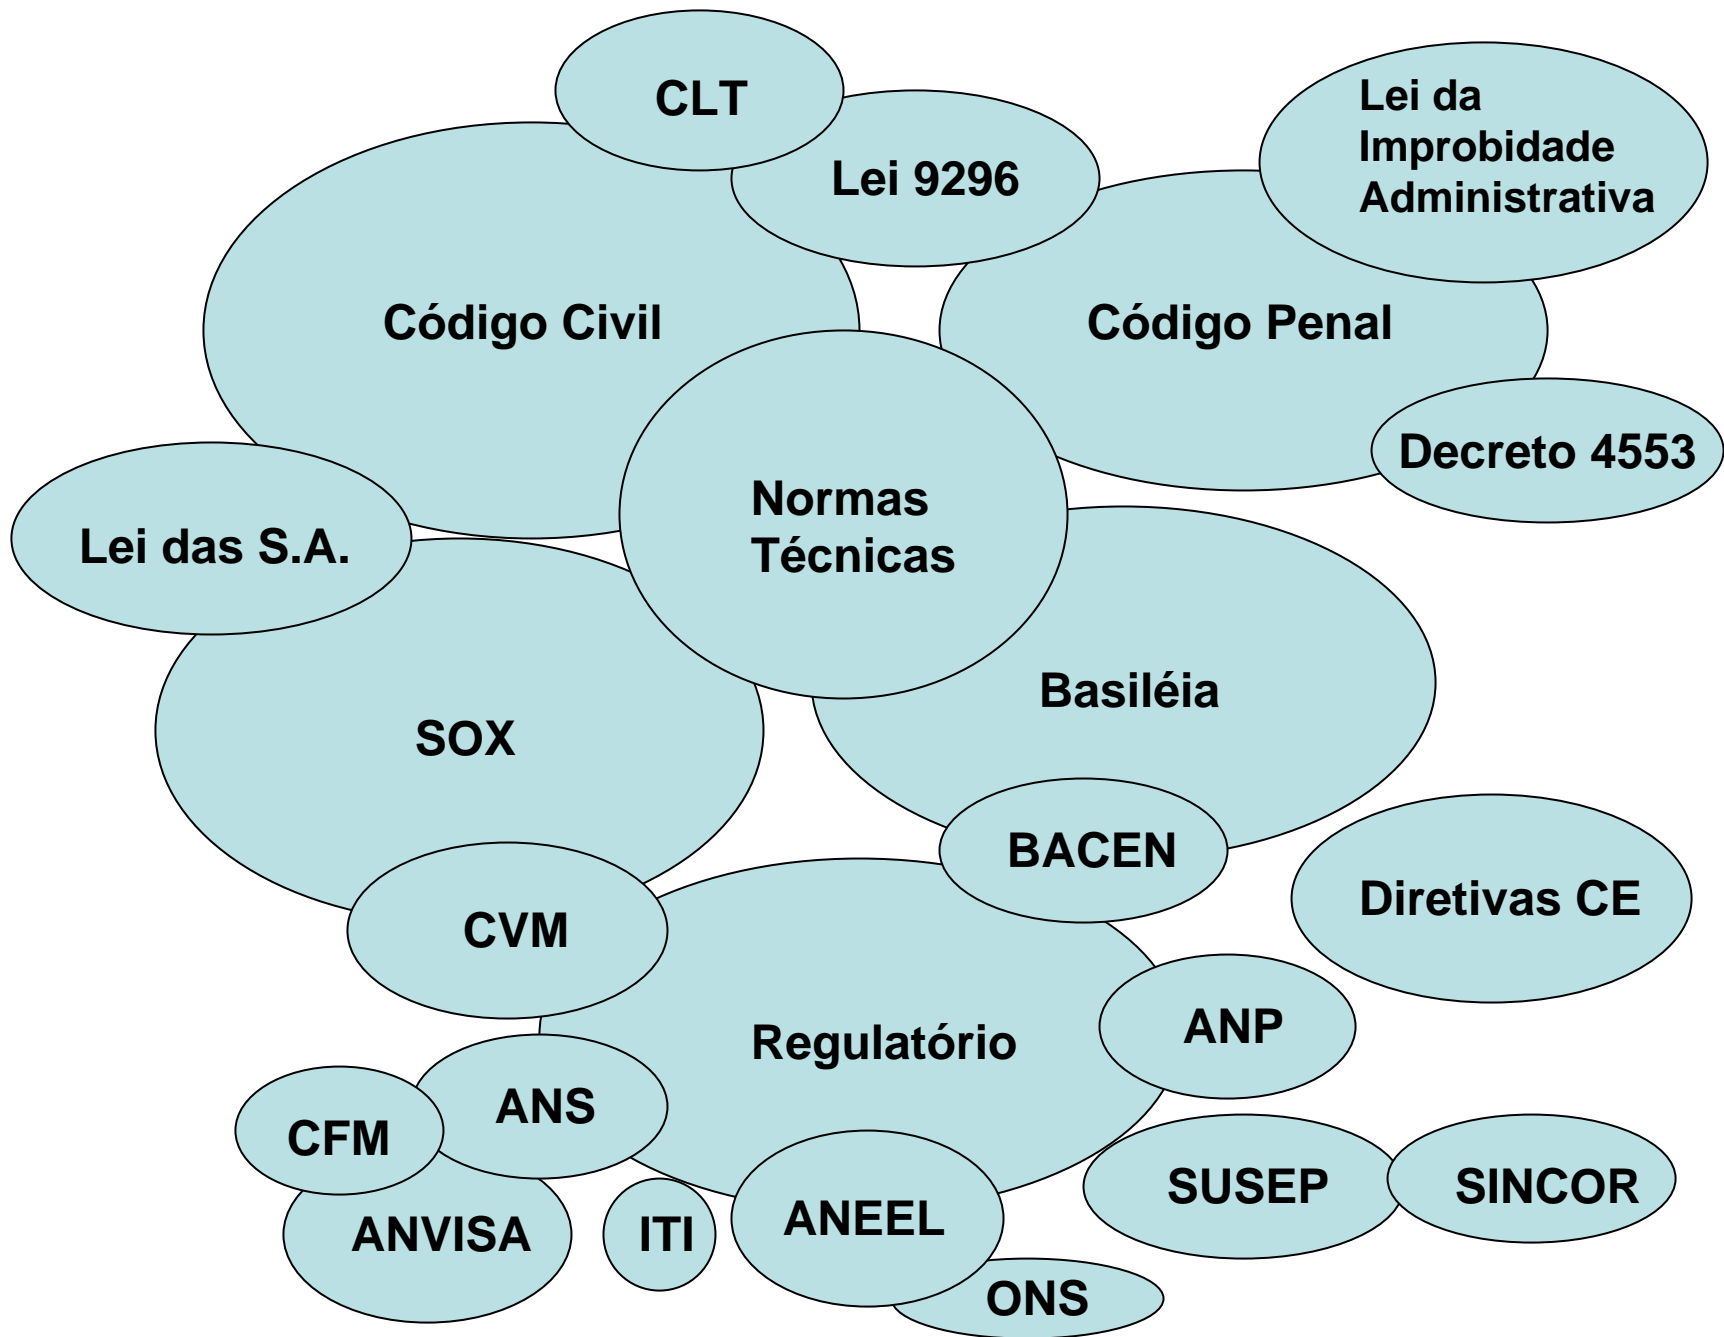 CLT
Lei da
Improbidade
Administrativa
Lei 9296
Código Civil
Código Penal
Decreto 4553
Normas
Técnicas
Lei das S.A.
Basiléia
SOX
BACEN
Diretivas CE
CVM
ANP
Regulatório
ANS
CFM
SUSEP
SINCOR
ANVISA
ITI
ANEEL
ONS